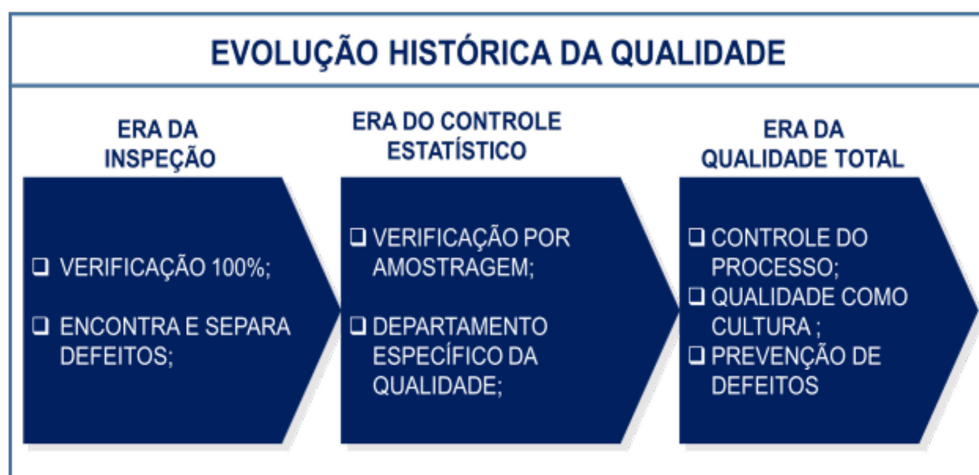 EVOLUÇÃO HISTÓRICA DA QUALIDADE
ERA DA
INSPEÇÃO
VERIFICAÇÃO 100%;
ENCONTRA E SEPARA
DEFEITOS;
ERA DO CONTROLE
ESTATÍSTICO
VERIFICAÇÃO POR
AMOSTRAGEM;
DEPARTAMENTO
ESPECÍFICO DA
QUALIDADE;
ERA DA
QUALIDADE TOTAL
CONTROLE DO
PROCESSO;
QUALIDADE COMO
CULTURA ;
PREVENÇÃO DE
DEFEITOS